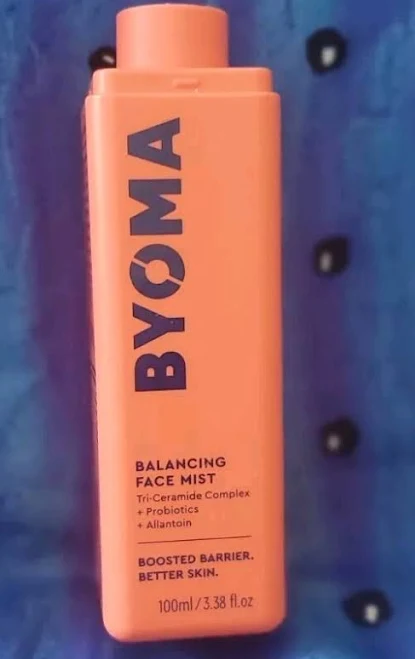 BYOMA
BALANCING
FACE MIST
Tri-Ceramide Complex
+ Probiotics
+ Allantoin
BOOSTED BARRIER.
BETTER SKIN.
100ml/3.38 fl.oz